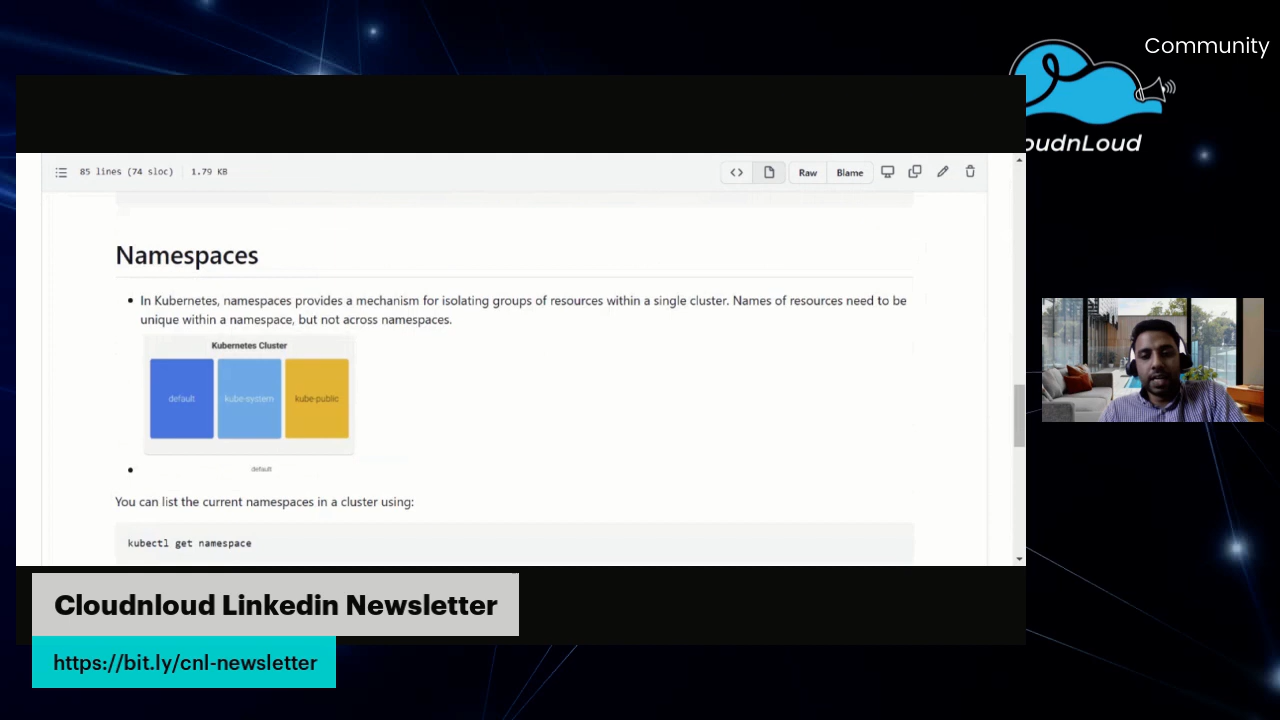 Community
oudnLoud
85 lines (74 sloc) 1.79 KB
Raw Blame
Namespaces
In Kubernetes, namespaces provides a mechanism for isolating groups of resources within a single cluster. Names of resources need to be
unique within a namespace, but not across namespaces.
Kubernetes Cluster
default kube-system kube-public
default
You can list the current namespaces in a cluster using:
kubectl get namespace
Cloudnloud Linkedin Newsletter
https://bit.ly/cnl-newsletter